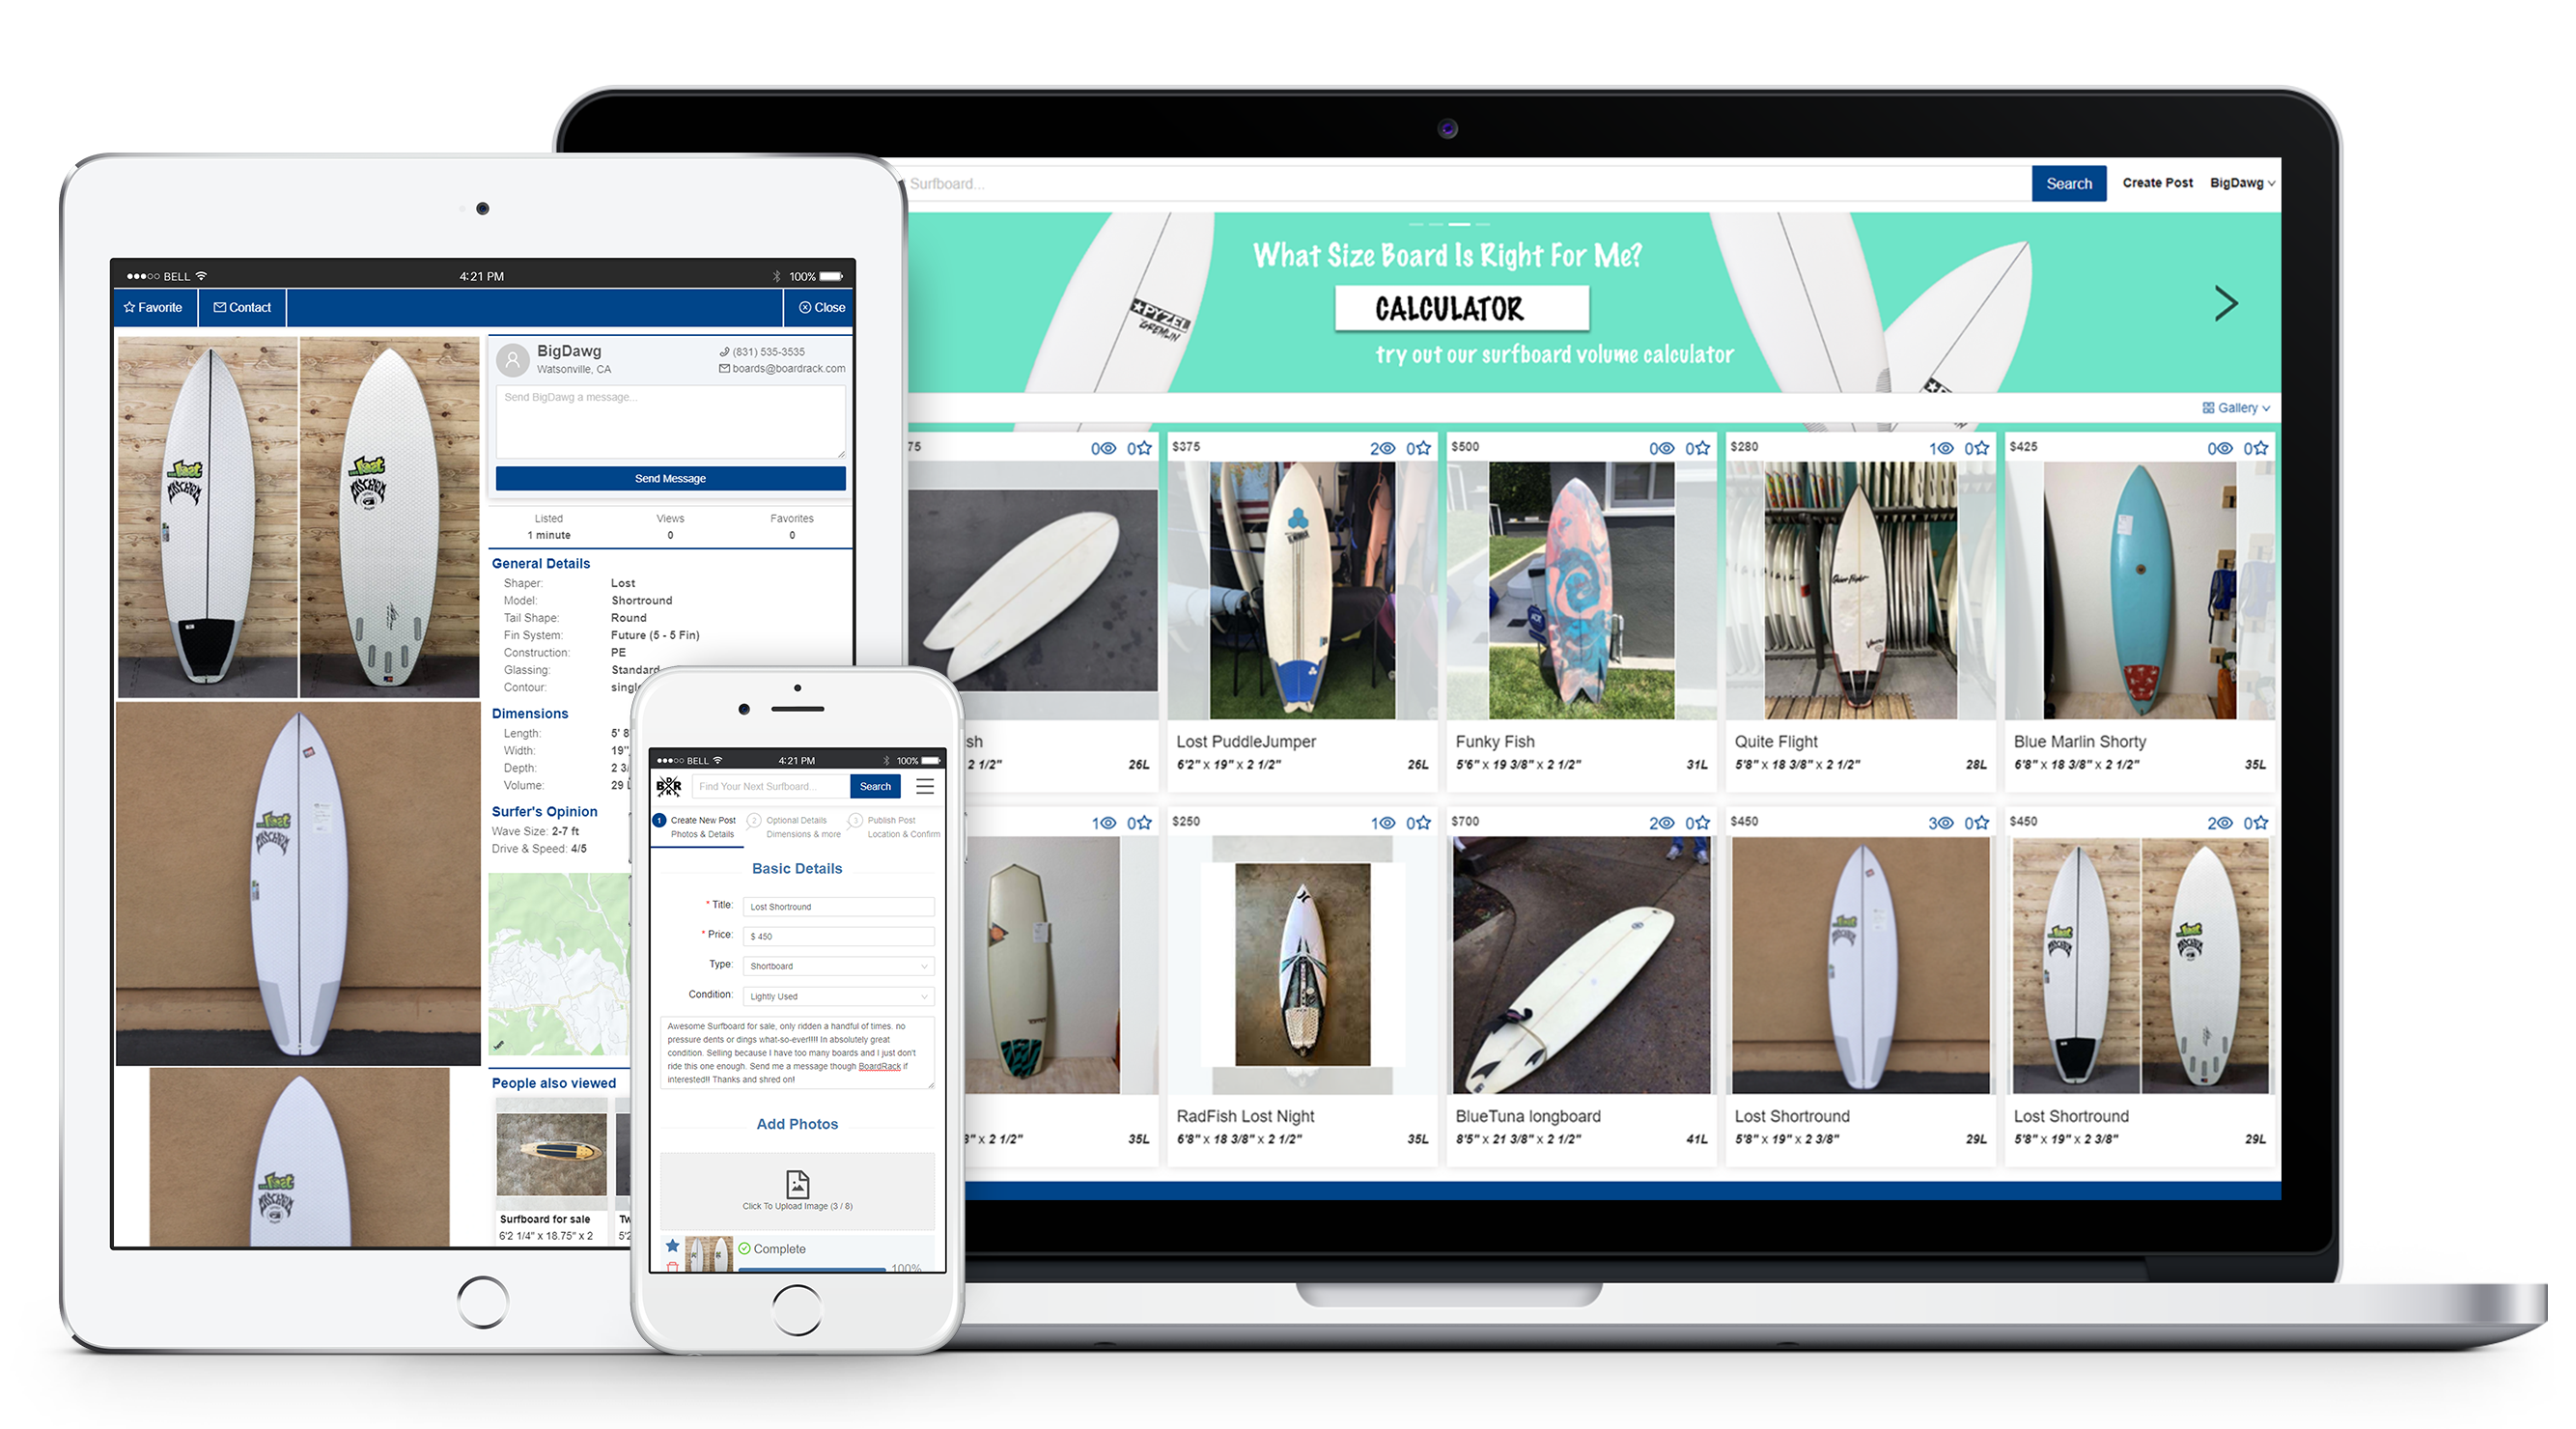 ●●●○○ BELL 4:21 PM 100%
Favorite Contact Close
BigDawg
Watsonville, CA
(831) 535-3535
boards@boardrack.com
Send BigDawg a message...
Send Message
Listed Views Favorites
1 minute 0 0
General Details
Shaper: Lost
Model: Shortround
Tail Shape: Round
Fin System: Future (5 - 5 Fin)
Construction: PE
Glassing: Standard
Contour:
Dimensions
Length: 5' 8
Width: 19"
Depth: 2
Volume: 29
Surfer's Opinion
Wave Size: 2-7 ft
Drive & Speed: 4/5
People also viewed
Surfboard for sale
6'2 1/4" x 18.75" x 2
●●●○○ BELL 4:21 PM 100%
Find Your Next Surfboard... Search
1 Create New Post
Photos & Details
2 Optional Details
Dimensions & more
3 Publish Post
Location & Confirm
Basic Details
* Title: Lost Shortround
* Price: $ 450
Type: Shortboard
Condition: Lightly Used
Awesome Surfboard for sale, only ridden a handful of times. no
pressure dents or dings what-so-ever!!!! In absolutely great
condition. Selling because I have too many boards and I just don't
ride this one enough. Send me a message though BoardRack if
interested!! Thanks and shred on!
Add Photos
Click To Upload Image (3 / 8)
Complete
100%
Surfboard... Search Create Post BigDawg
What Size Board Is Right For Me?
CALCULATOR
try out our surfboard volume calculator
PYZEL
GREMLIN
Gallery
75 0 0
$375 2 0
$500 0 0
$280 1 0
$425 0 0
sh
2 1/2" 26L
Lost PuddleJumper
6'2" x 19" x 2 1/2" 26L
Funky Fish
5'6" x 19 3/8" x 2 1/2" 31L
Quite Flight
5'8" x 18 3/8" x 2 1/2" 28L
Blue Marlin Shorty
6'8" x 18 3/8" x 2 1/2" 35L
1 0
$250 1 0
$700 2 0
$450 3 0
$450 2 0
x 2 1/2" 35L
RadFish Lost Night
6'8" x 18 3/8" x 2 1/2" 35L
BlueTuna longboard
8'5" x 21 3/8" x 2 1/2" 41L
Lost Shortround
5'8" x 19" x 2 3/8" 29L
Lost Shortround
5'8" x 19" x 2 3/8" 29L